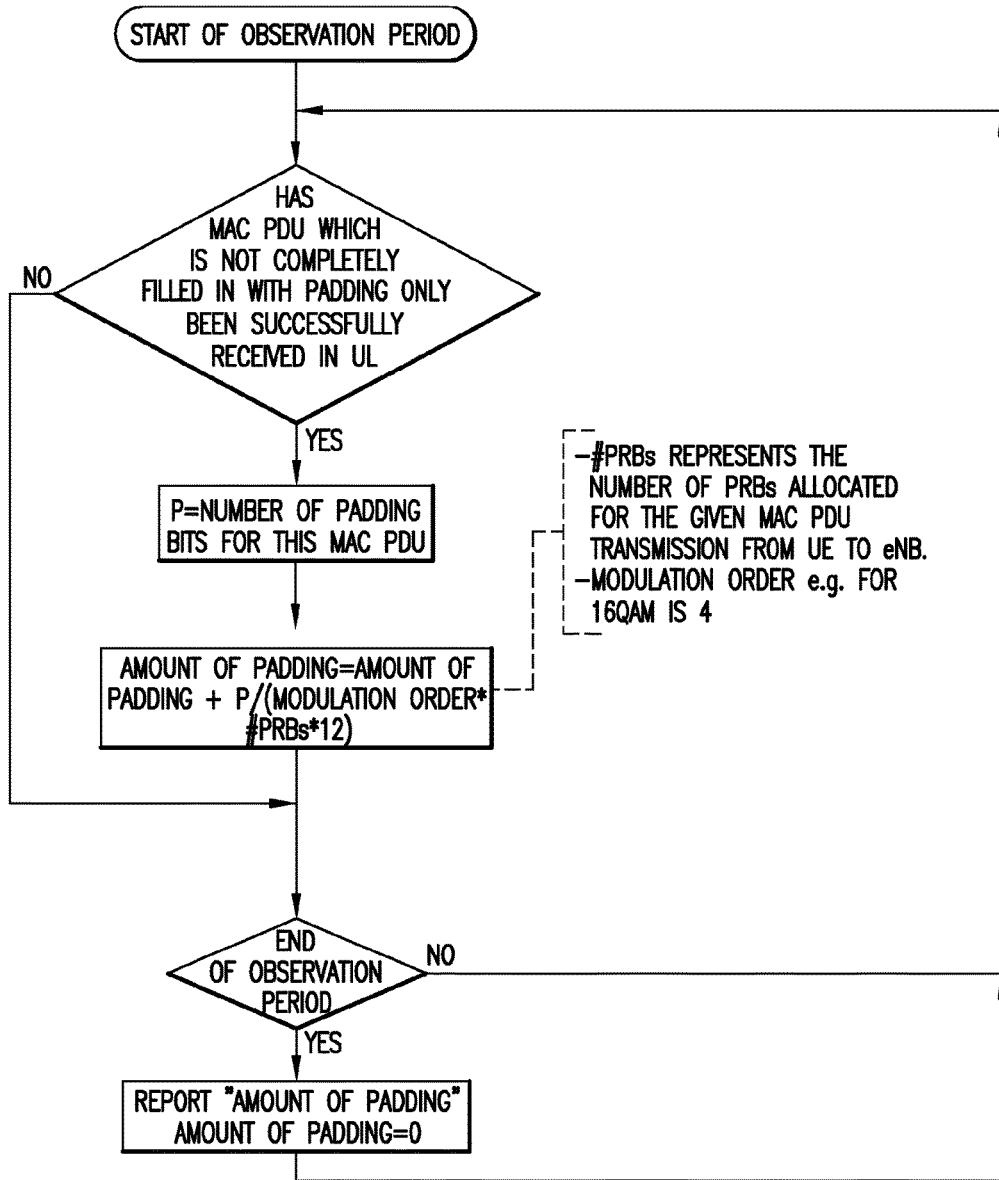 START OF OBSERVATION PERIOD
HAS
MAC PDU WHICH
IS NOT COMPLETELY
FILLED IN WITH PADDING ONLY
BEEN SUCCESSFULLY
RECEIVED IN UL
NO
YES
P=NUMBER OF PADDING
BITS FOR THIS MAC PDU
-#PRBs REPRESENTS THE
NUMBER OF PRBs ALLOCATED
FOR THE GIVEN MAC PDU
TRANSMISSION FROM UE TO eNB.
-MODULATION ORDER e.g. FOR
16QAM IS 4
AMOUNT OF PADDING=AMOUNT OF
PADDING + P/(MODULATION ORDER*
#PRBs*12)
END
OF OBSERVATION
PERIOD
NO
YES
REPORT "AMOUNT OF PADDING"
AMOUNT OF PADDING=0